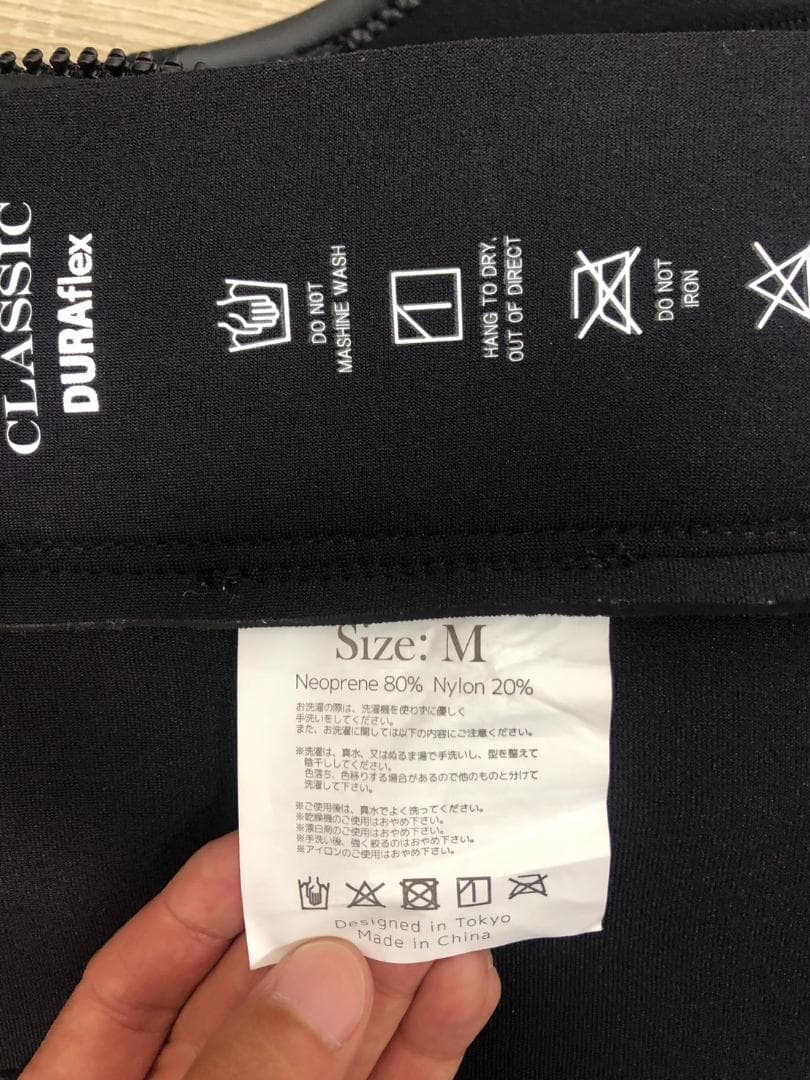 CLASSIC
DURAflex
DO NOT
MASHINE WASH
HANG TO DRY.
OUT OF DIRECT
DO NOT
IRON
Size: M
Neoprene 80% Nylon 20%
お洗濯の際は、洗濯機を使わずに優しく
手洗いをしてください。
また、お洗濯に関しては以下の内容にご注意ください。
※洗濯は、真水、又はぬるま湯で手洗いし、型を整えて
陰干ししてください。
色落ち、色移りする場合があるので他のものと分けて
洗濯して下さい。
※ご使用後は、真水でよく洗ってください。
※乾燥機のご使用はおやめ下さい。
※漂白剤のご使用はおやめ下さい。
※手洗い後、強く絞るのはおやめ下さい。
※アイロンのご使用はおやめ下さい。
Designed in Tokyo
Made in China